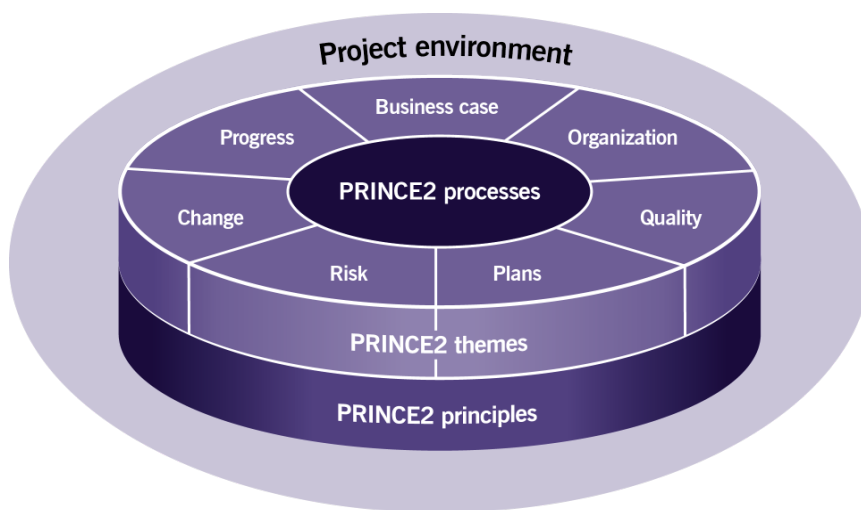 Project environment
Business case
Progress
Organization
PRINCE2 processes
Change
Quality
Risk
Plans
PRINCE2 themes
PRINCE2 principles